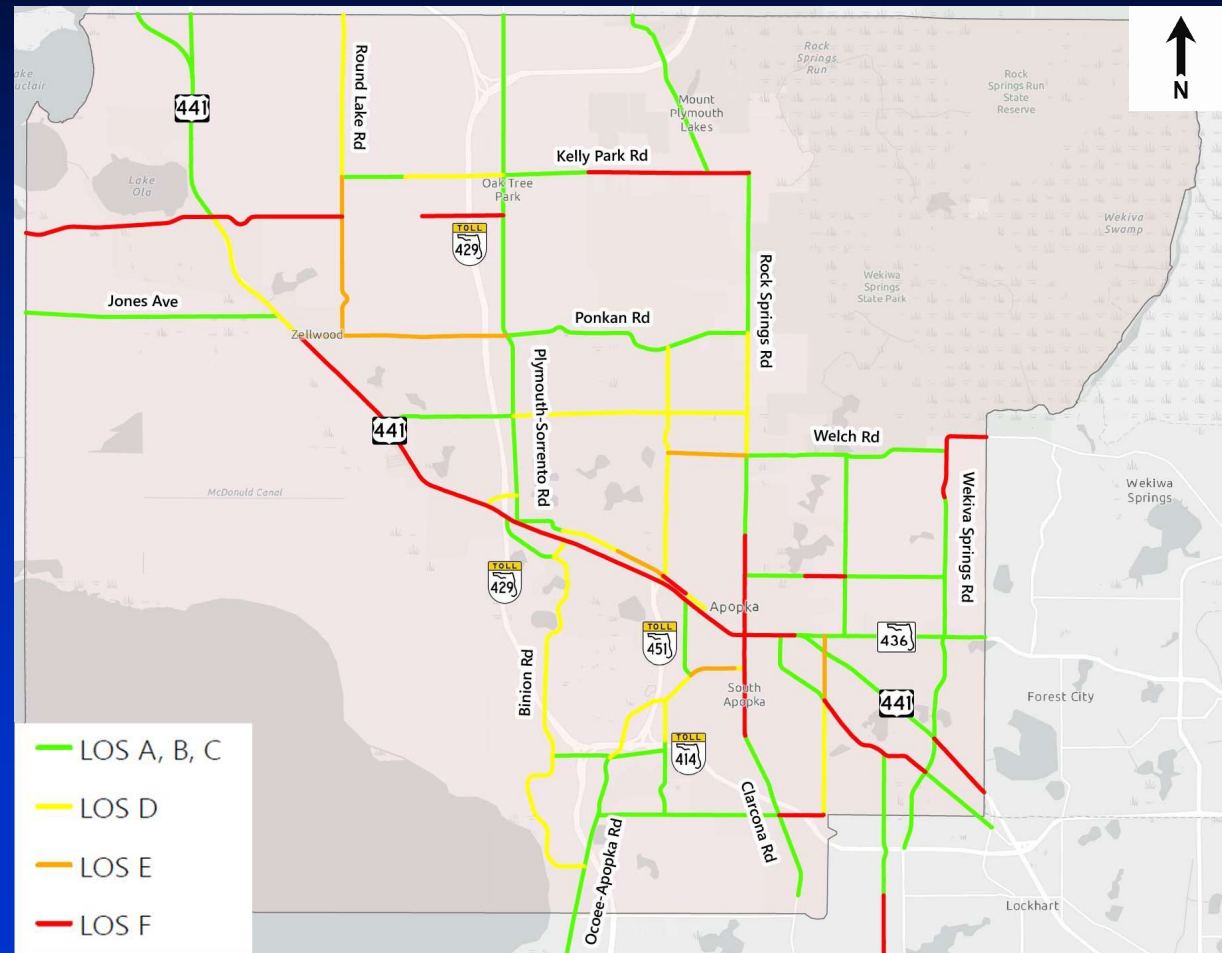 N
Rock
Springs
Run
Rock
Springs Run
State
Reserve
441
Round Lake Rd
Mount
Plymouth
Lakes
Kelly Park Rd
Lake
Ola
Oak Tree
Park
TOLL
429
Wekiva
Swamp
Wekiva
Springs
State Park
Jones Ave
Zellwood
Ponkan Rd
Rock Springs Rd
Plymouth-Sorrento Rd
441
Welch Rd
McDonald Canal
Wekiva Springs Rd
Wekiwa
Springs
TOLL
429
Apopka
TOLL
451
436
Binion Rd
South
Apopka
441
Forest City
TOLL
414
Clarcona Rd
Ocoee-Apopka Rd
Lockhart
LOS A, B, C
LOS D
LOS E
LOS F